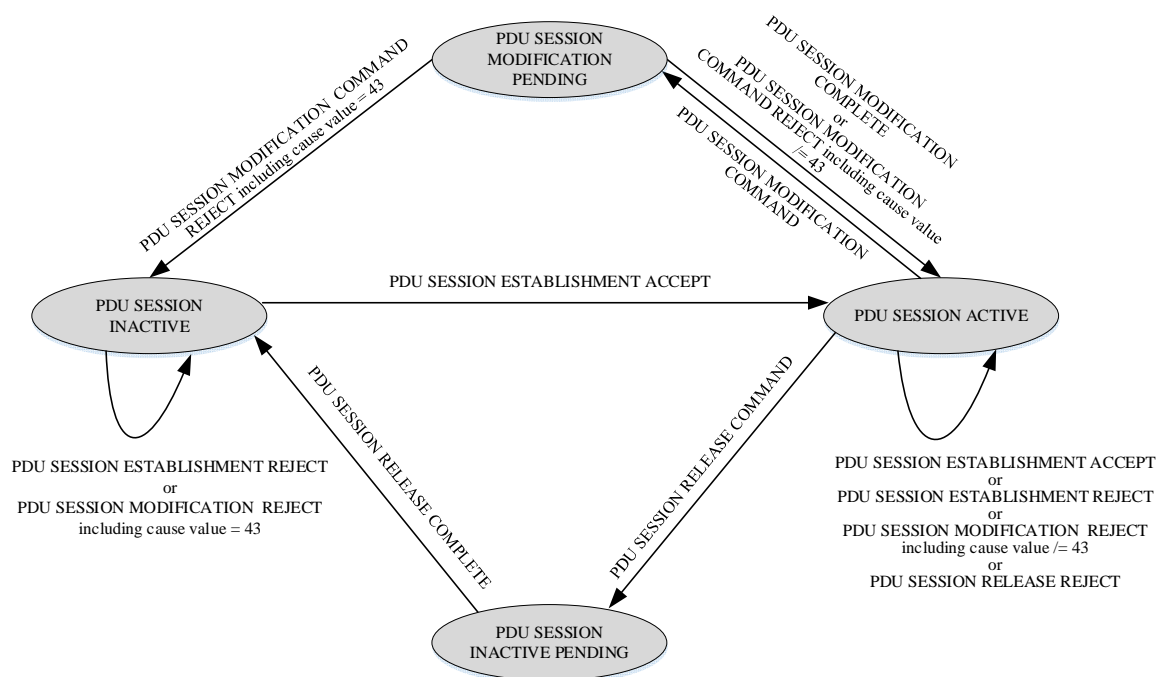 PDU SESSION
MODIFICATION
PENDING
PDU SESSION MODIFICATION COMMAND
REJECT including cause value = 43
PDU SESSION MODIFICATION
COMPLETE
or
PDU SESSION MODIFICATION
COMMAND REJECT including cause value
/= 43
PDU SESSION MODIFICATION
COMMAND
PDU SESSION ESTABLISHMENT ACCEPT
PDU SESSION
INACTIVE
PDU SESSION ACTIVE
PDU SESSION RELEASE COMPLETE
PDU SESSION RELEASE COMMAND
PDU SESSION ESTABLISHMENT REJECT
or
PDU SESSION MODIFICATION REJECT
including cause value = 43
PDU SESSION ESTABLISHMENT ACCEPT
or
PDU SESSION ESTABLISHMENT REJECT
or
PDU SESSION MODIFICATION REJECT
including cause value /= 43
or
PDU SESSION RELEASE REJECT
PDU SESSION
INACTIVE PENDING